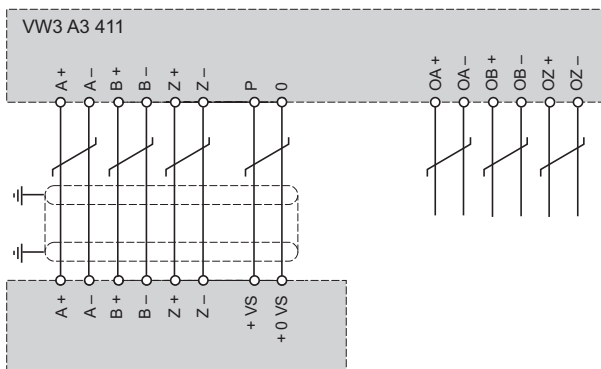 VW3 A3 411
A + A – B + B – Z + Z – P 0 OA + OA – OB + OB – OZ + OZ –
A + A – B + B – Z + Z – + VS + 0 VS